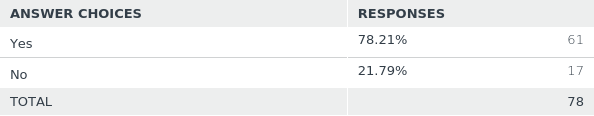 ANSWER CHOICES RESPONSES
Yes 78.21% 61
No 21.79% 17
TOTAL 78